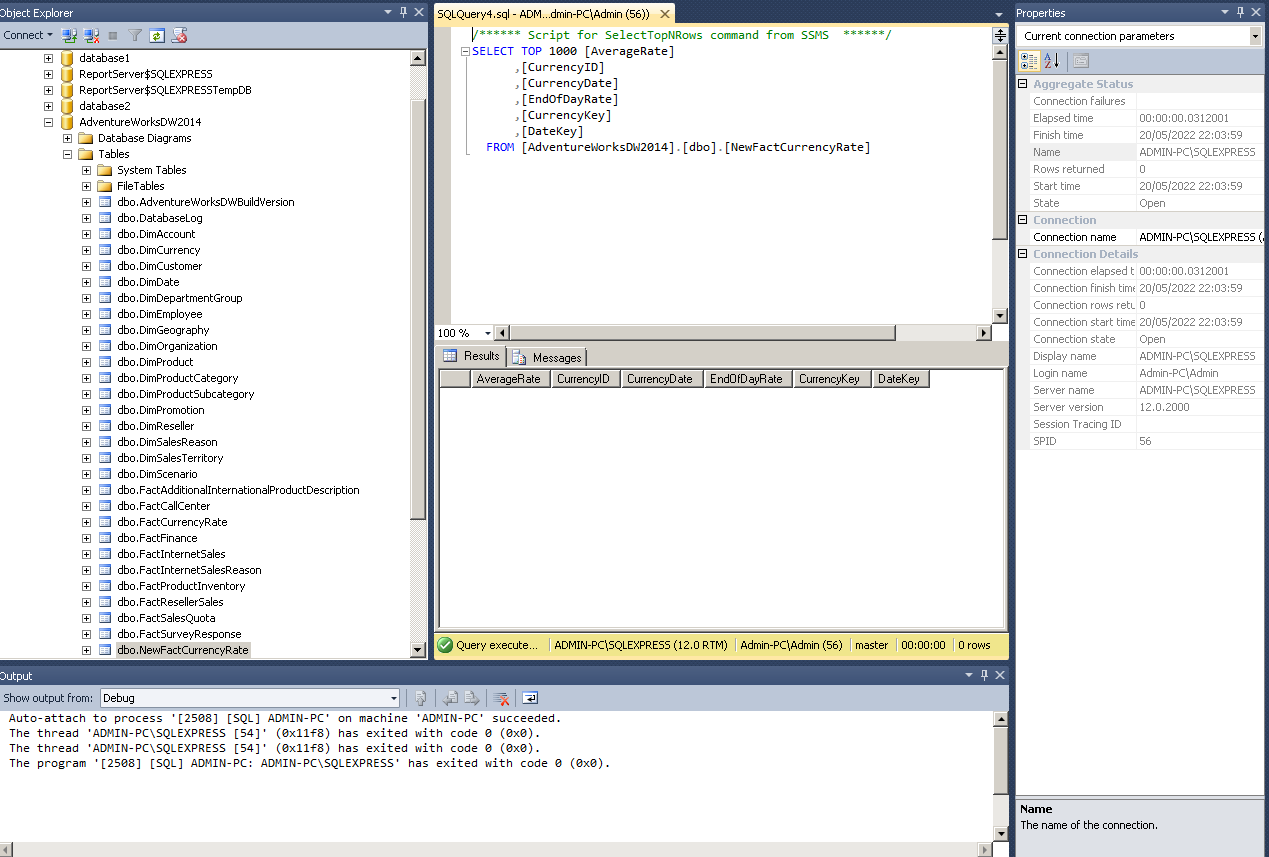 Object Explorer
Connect
database1
ReportServer$SQLEXPRESS
ReportServer$SQLEXPRESSTempDB
database2
AdventureWorksDW2014
Database Diagrams
Tables
System Tables
FileTables
dbo.AdventureWorksDWBuildVersion
dbo.DatabaseLog
dbo.DimAccount
dbo.DimCurrency
dbo.DimCustomer
dbo.DimDate
dbo.DimDepartmentGroup
dbo.DimEmployee
dbo.DimGeography
dbo.DimOrganization
dbo.DimProduct
dbo.DimProductCategory
dbo.DimProductSubcategory
dbo.DimPromotion
dbo.DimReseller
dbo.DimSalesReason
dbo.DimSalesTerritory
dbo.DimScenario
dbo.FactAdditionalInternationalProductDescription
dbo.FactCallCenter
dbo.FactCurrencyRate
dbo.FactFinance
dbo.FactInternetSales
dbo.FactInternetSalesReason
dbo.FactProductInventory
dbo.FactResellerSales
dbo.FactSalesQuota
dbo.FactSurveyResponse
dbo.NewFactCurrencyRate
SQLQuery4.sql - ADM...dmin-PC\Admin (56))
/****** Script for SelectTopNRows command from SSMS ******/
SELECT TOP 1000 [AverageRate]
,[CurrencyID]
,[CurrencyDate]
,[EndOfDayRate]
,[CurrencyKey]
,[DateKey]
FROM [AdventureWorksDW2014].[dbo].[NewFactCurrencyRate]
100 %
Results Messages
AverageRate CurrencyID CurrencyDate EndOfDayRate CurrencyKey DateKey
Query execute... ADMIN-PC\SQLEXPRESS (12.0 RTM) Admin-PC\Admin (56) master 00:00:00 0 rows
Properties
Current connection parameters
Aggregate Status
Connection failures
Elapsed time 00:00:00.0312001
Finish time 20/05/2022 22:03:59
Name ADMIN-PC\SQLEXPRESS
Rows returned 0
Start time 20/05/2022 22:03:59
State Open
Connection
Connection name ADMIN-PC\SQLEXPRESS (
Connection Details
Connection elapsed t 00:00:00.0312001
Connection finish time 20/05/2022 22:03:59
Connection rows retu 0
Connection start time 20/05/2022 22:03:59
Connection state Open
Display name ADMIN-PC\SQLEXPRESS
Login name Admin-PC\Admin
Server name ADMIN-PC\SQLEXPRESS
Server version 12.0.2000
Session Tracing ID
SPID 56
Name
The name of the connection.
Output
Show output from: Debug
Auto-attach to process '[2508] [SQL] ADMIN-PC' on machine 'ADMIN-PC' succeeded.
The thread 'ADMIN-PC\SQLEXPRESS [54]' (0x11f8) has exited with code 0 (0x0).
The thread 'ADMIN-PC\SQLEXPRESS [54]' (0x11f8) has exited with code 0 (0x0).
The program '[2508] [SQL] ADMIN-PC: ADMIN-PC\SQLEXPRESS' has exited with code 0 (0x0).